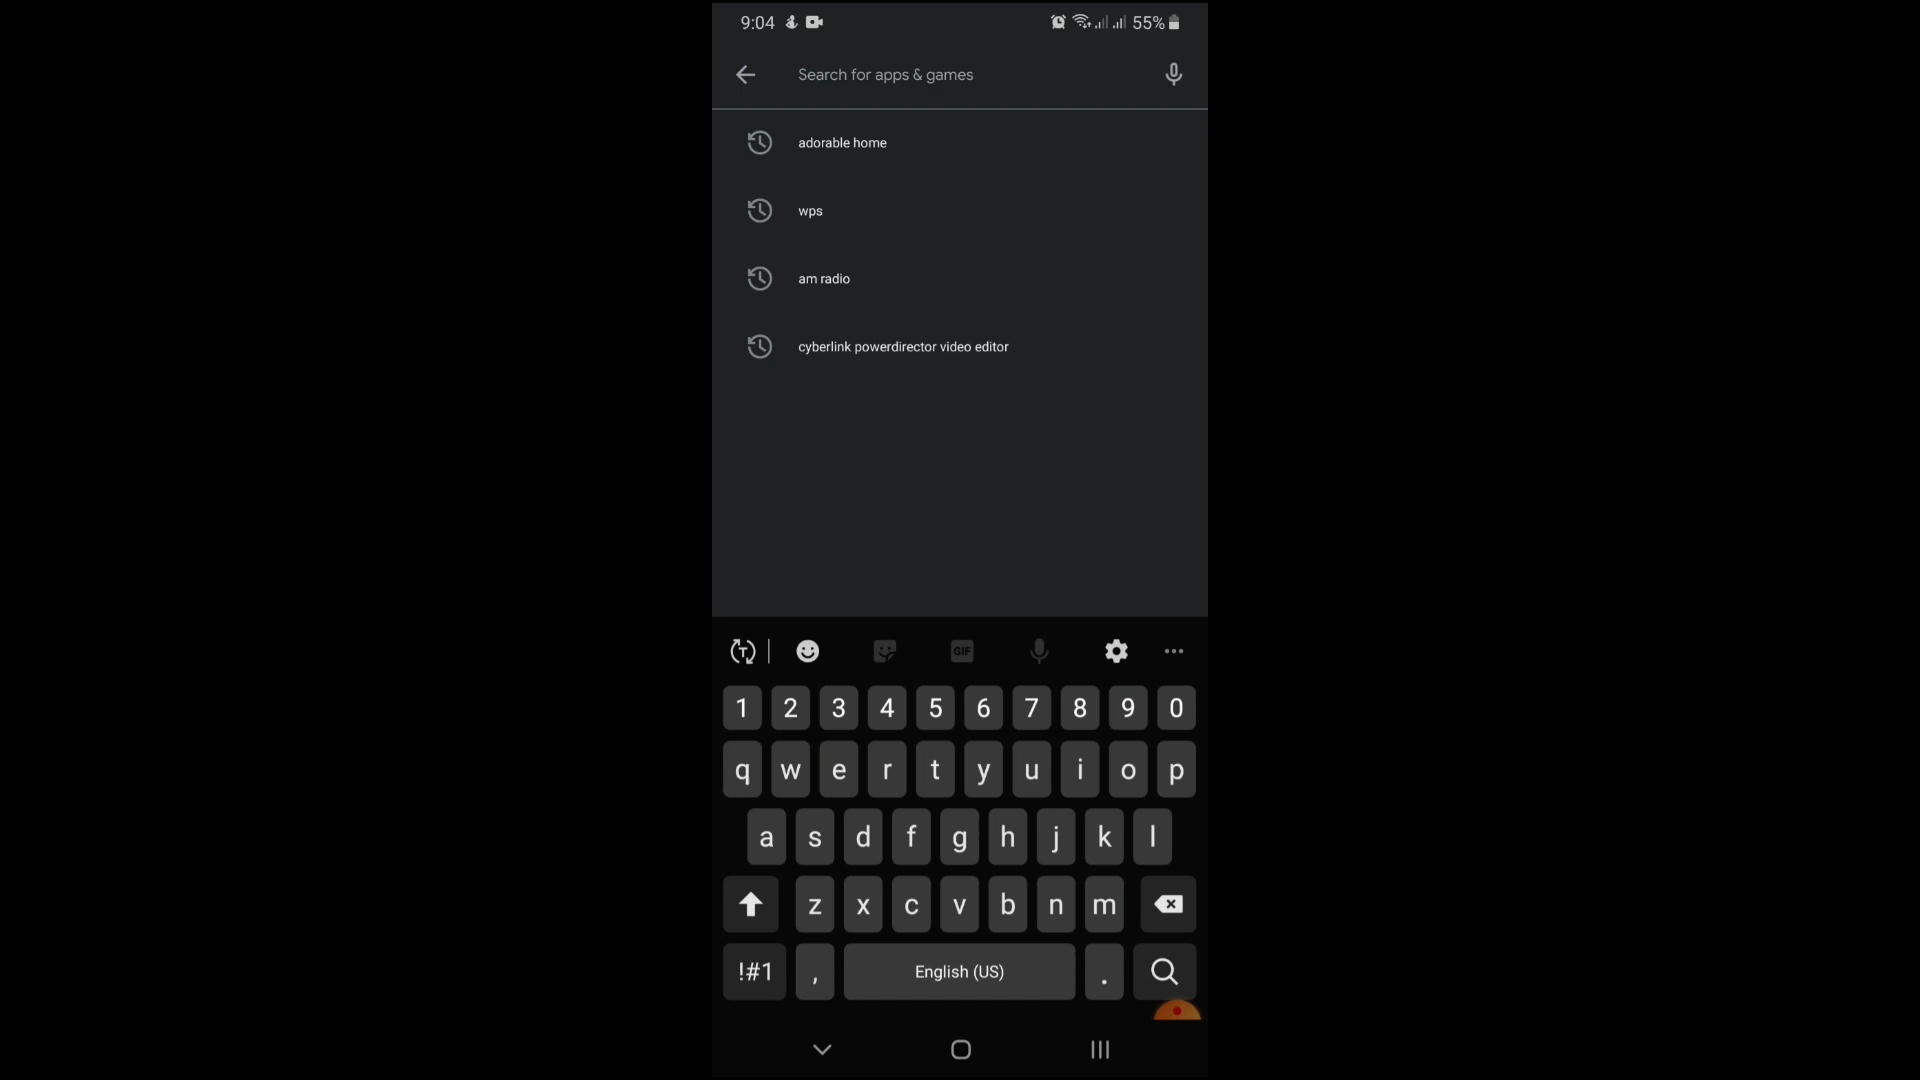 9:04 55%
Search for apps & games
adorable home
wps
am radio
cyberlink powerdirector video editor
T GIF
1 2 3 4 5 6 7 8 9 0
q w e r t y u i o p
a s d f g h j k l
z x c v b n m
!#1 , English (US) .